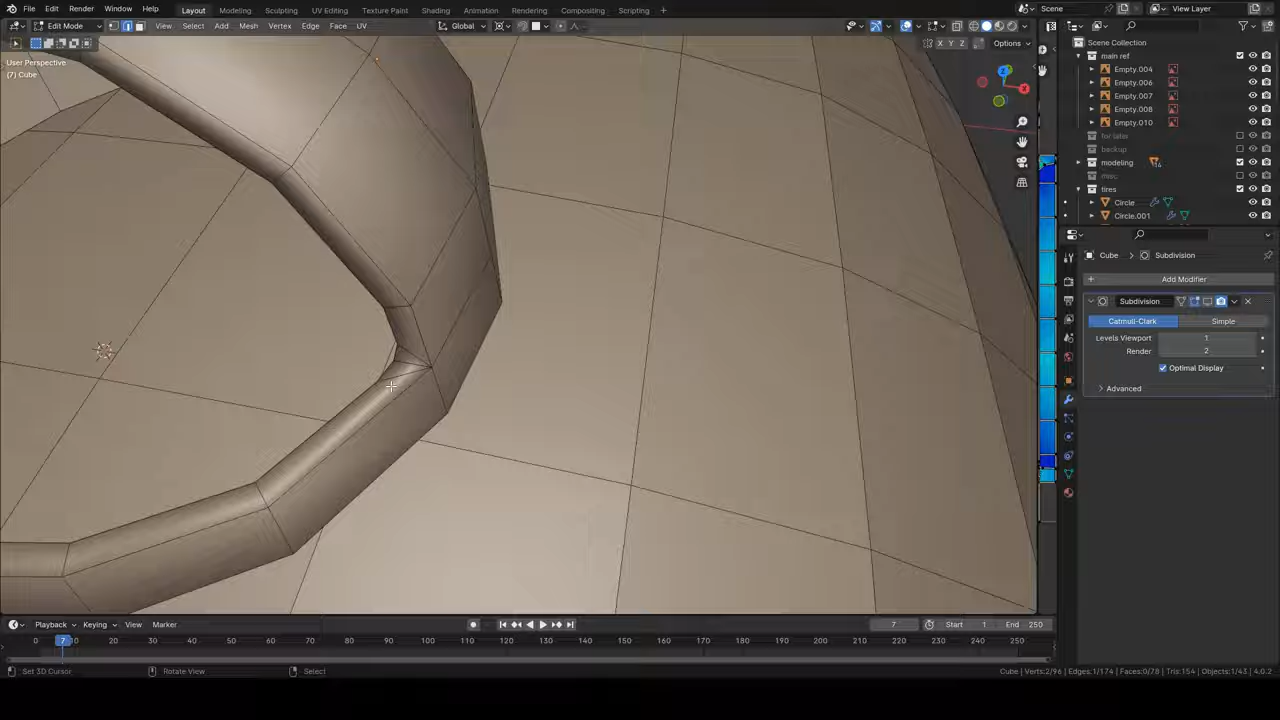 File Edit Render Window Help Layout Modeling Sculpting UV Editing Texture Paint Shading Animation Rendering Compositing Geometry Nodes Scripting + Scene View Layer
Edit Mode View Select Add Mesh Vertex Edge Face UV Global
X Y Z Options
User Perspective
(7) Cube
Z
X
Scene Collection
main ref
Empty.004
Empty.006
Empty.007
Empty.008
Empty.010
for later
backup
modeling
misc
tires
Circle
Circle.001
Cube > Subdivision
+ Add Modifier
Subdivision
Catmull-Clark Simple
Levels Viewport 1
Render 2
Optimal Display
Advanced
Playback Keying View Marker 7 Start 1 End 250
0 7 10 20 30 40 50 60 70 80 90 100 110 120 130 140 150 160 170 180 190 200 210 220 230 240 250
Set 3D Cursor Rotate View Select Cube | Verts:2/96 | Edges:1/174 | Faces:0/78 | Tris:154 | Objects:1/43 | 4.0.2